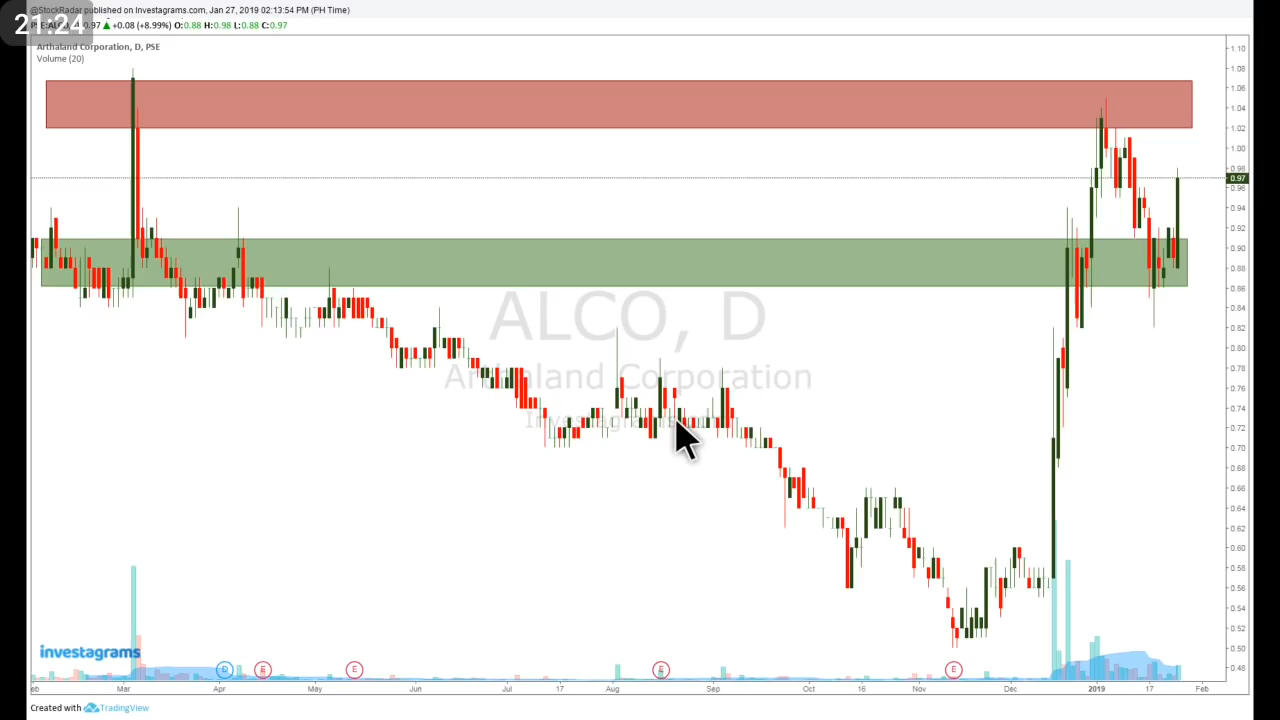 @StockRadar published on Investagrams.com, Jan 27, 2019 02:13:54 PM (PH Time)
21:24
0.97 ▲ +0.08 (+8.99%) O:0.88 H:0.98 L:0.88 C:0.97
Arthaland Corporation, D, PSE
Volume (20)
1.10
1.08
1.06
1.04
1.02
1.00
0.98
0.97
0.96
0.94
0.92
0.90
0.88
0.86
0.84
0.82
0.80
0.78
0.76
0.74
0.72
0.70
0.68
0.66
0.64
0.62
0.60
0.58
0.56
0.54
0.52
0.50
0.48
ALCO, D
Arthaland Corporation
investagrams
D
E
E
E
E
eb
Mar
Apr
May
Jun
Jul
17
Aug
Sep
Oct
16
Nov
Dec
2019
17
Feb
Created with TradingView